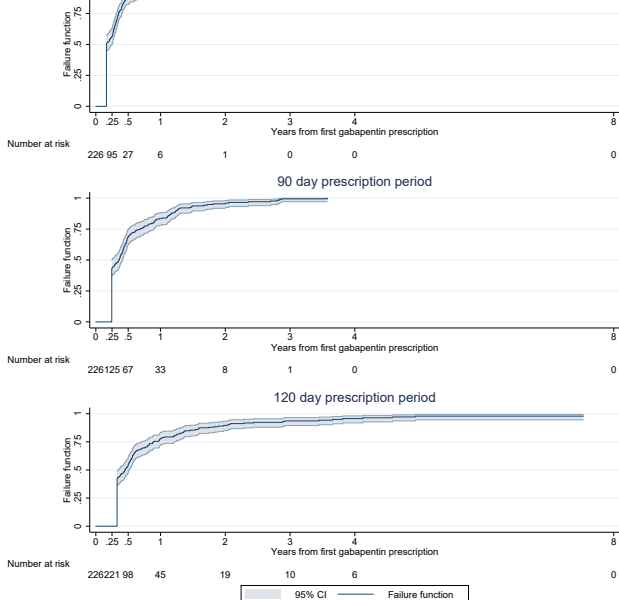 .75
.5
.25
0
Failure function
0 .25 .5 1 2 3 4 8
Years from first gabapentin prescription
Number at risk
226 95 27 6 1 0 0 0
90 day prescription period
1
.75
.5
.25
0
Failure function
0 .25 .5 1 2 3 4 8
Years from first gabapentin prescription
Number at risk
226 125 67 33 8 1 0 0
120 day prescription period
1
.75
.5
.25
0
Failure function
0 .25 .5 1 2 3 4 8
Years from first gabapentin prescription
Number at risk
226 221 98 45 19 10 6 0
95% CI Failure function